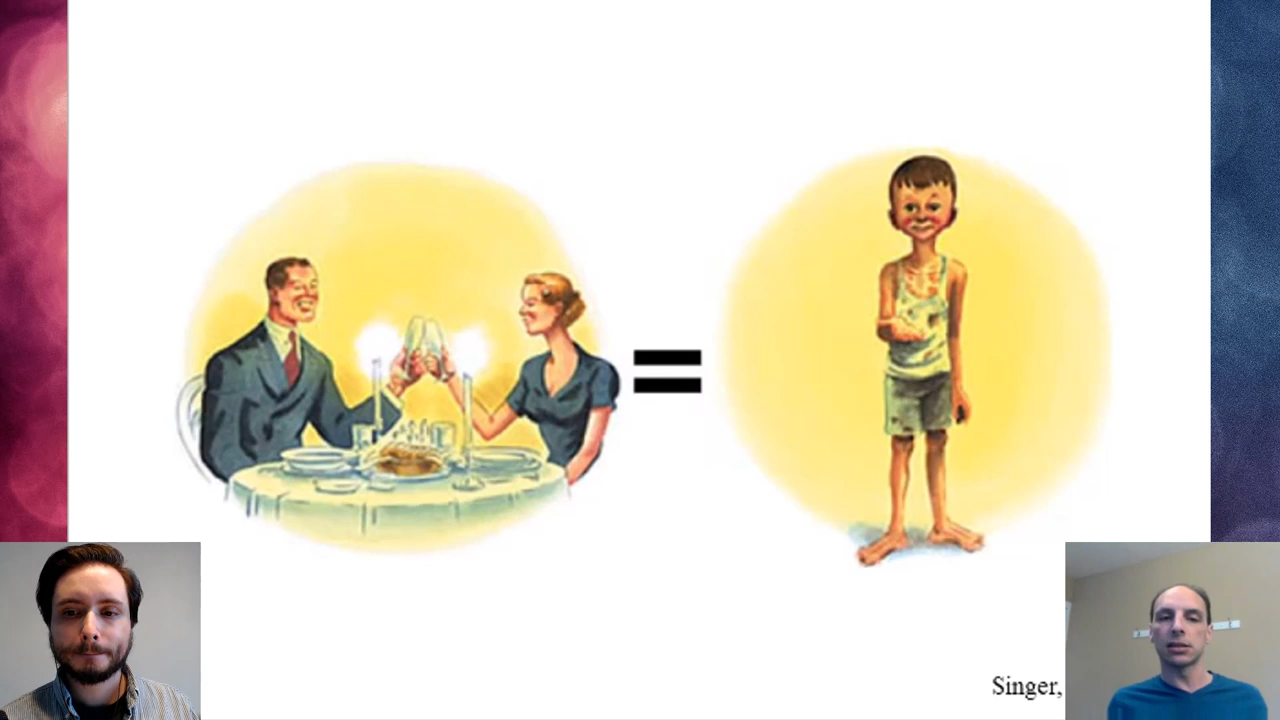 =
Singer,